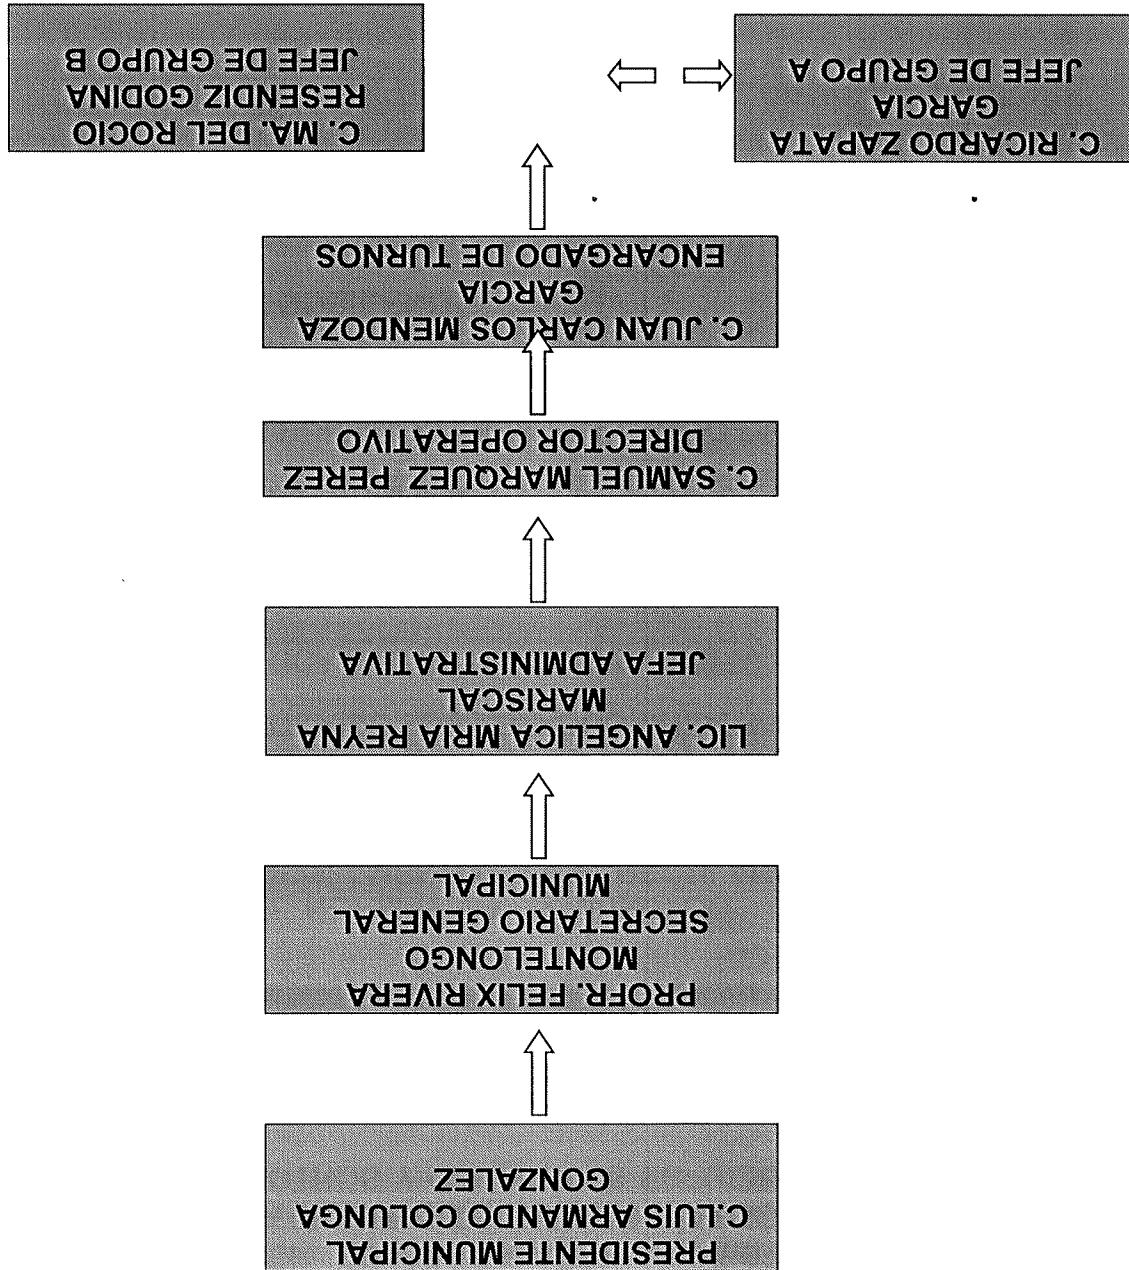 PRESIDENTE MUNICIPAL
C.LUIS ARMANDO COLUNGA
GONZALEZ
PROFR. FELIX RIVERA
MONTELONGO
SECRETARIO GENERAL
MUNICIPAL
LIC. ANGELICA MRIA REYNA
MARISCAL
JEFA ADMINISTRATIVA
C. SAMUEL MARQUEZ PEREZ
DIRECTOR OPERATIVO
C. JUAN CARLOS MENDOZA
GARCIA
ENCARGADO DE TURNOS
C. RICARDO ZAPATA
GARCIA
JEFE DE GRUPO A
C. MA. DEL ROCIO
RESENDIZ GODINA
JEFE DE GRUPO B